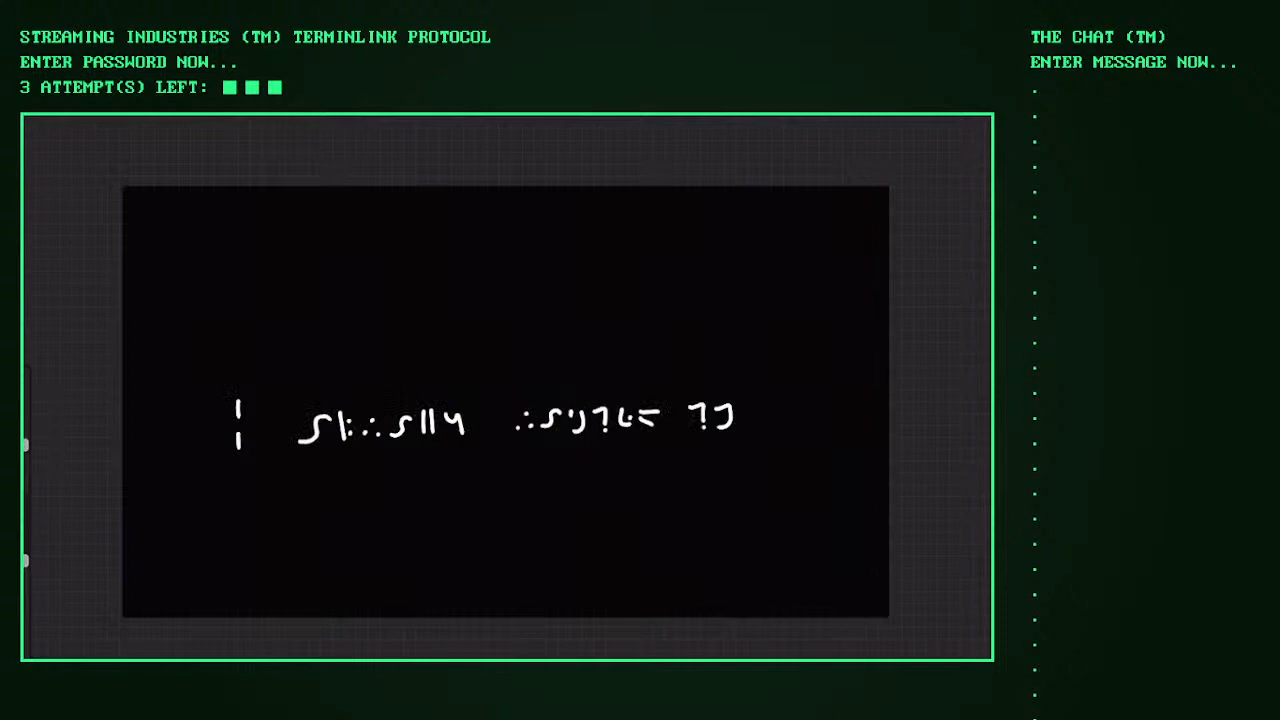 STREAMING INDUSTRIES (TM) TERMINLINK PROTOCOL
ENTER PASSWORD NOW...
3 ATTEMPT(S) LEFT:
THE CHAT (TM)
ENTER MESSAGE NOW...